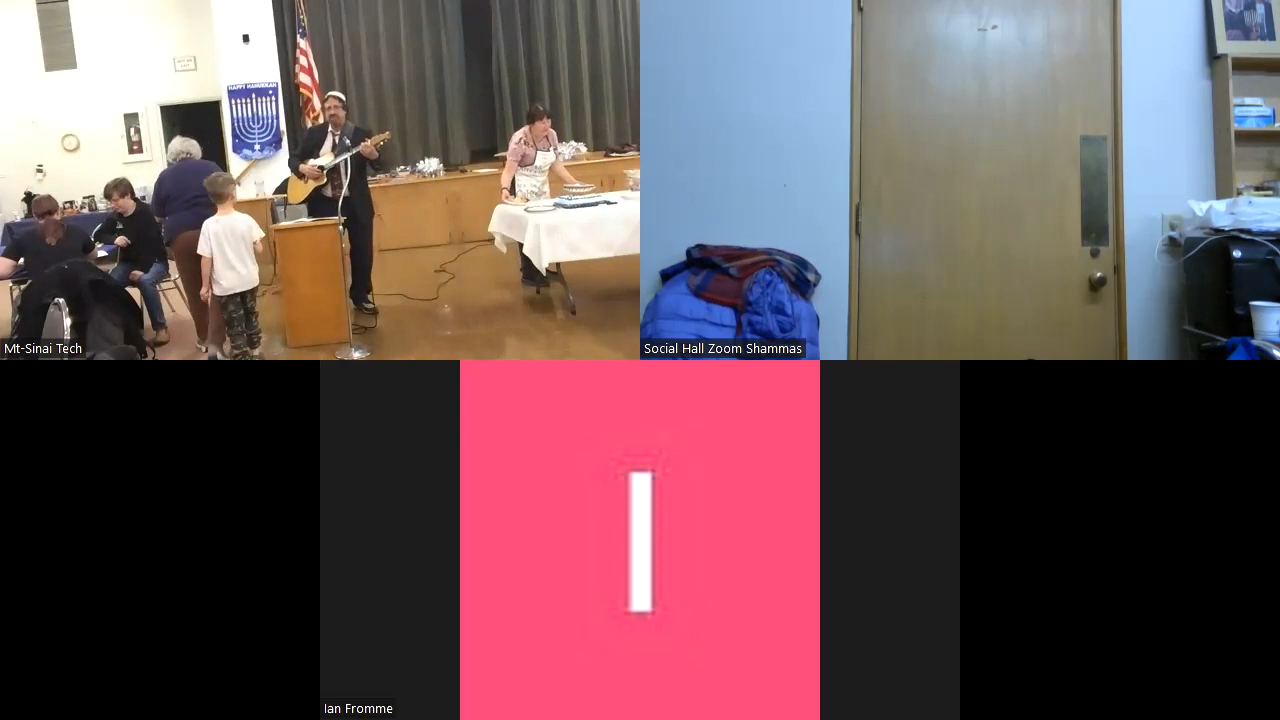 HAPPY HANUKKAH
Mt-Sinai Tech
Social Hall Zoom Shammas
I
Ian Fromme